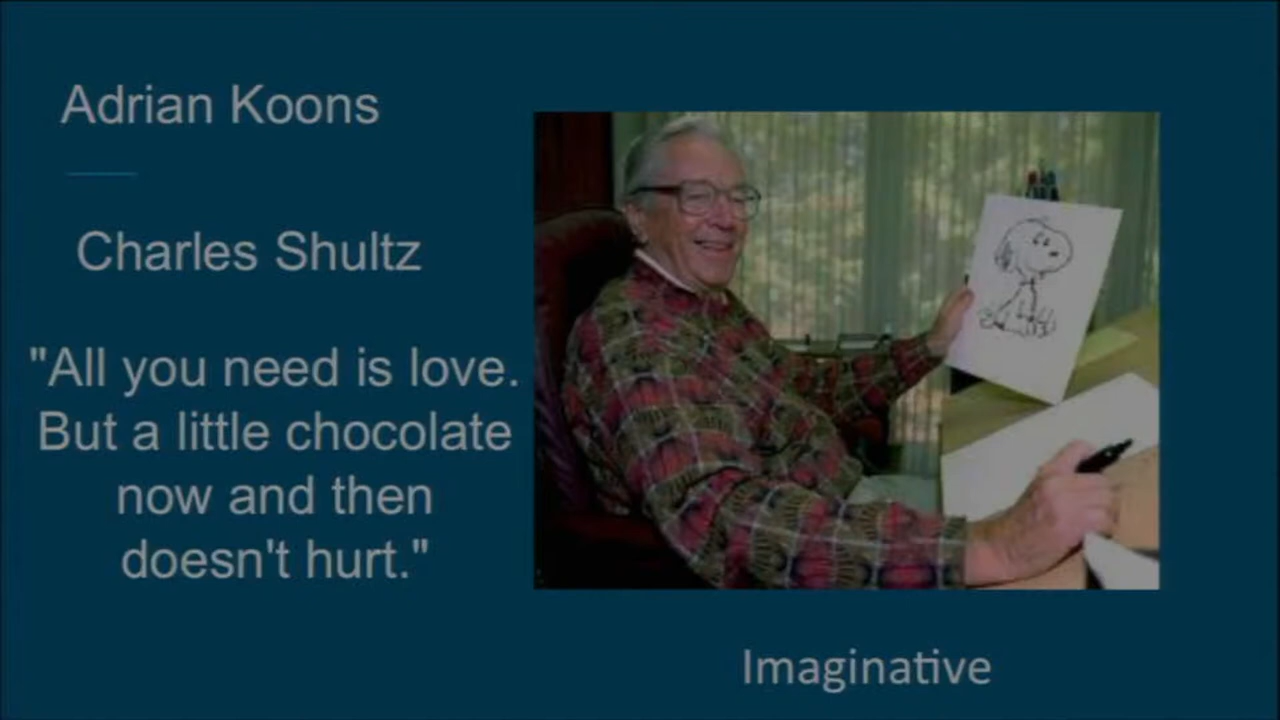 Adrian Koons
Charles Shultz
"All you need is love.
But a little chocolate
now and then
doesn't hurt."
Imaginative